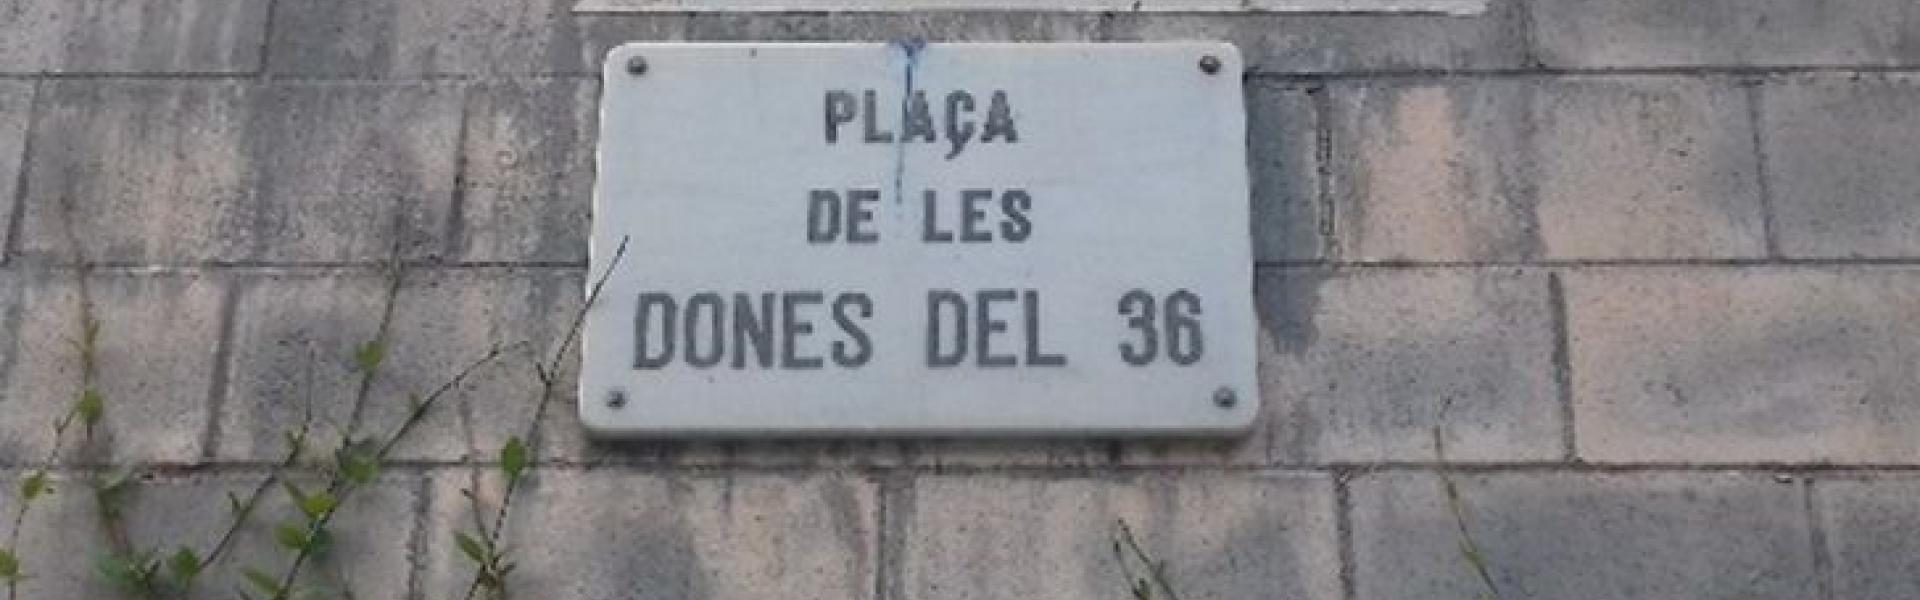 PLAÇA
DE LES
DONES DEL 36